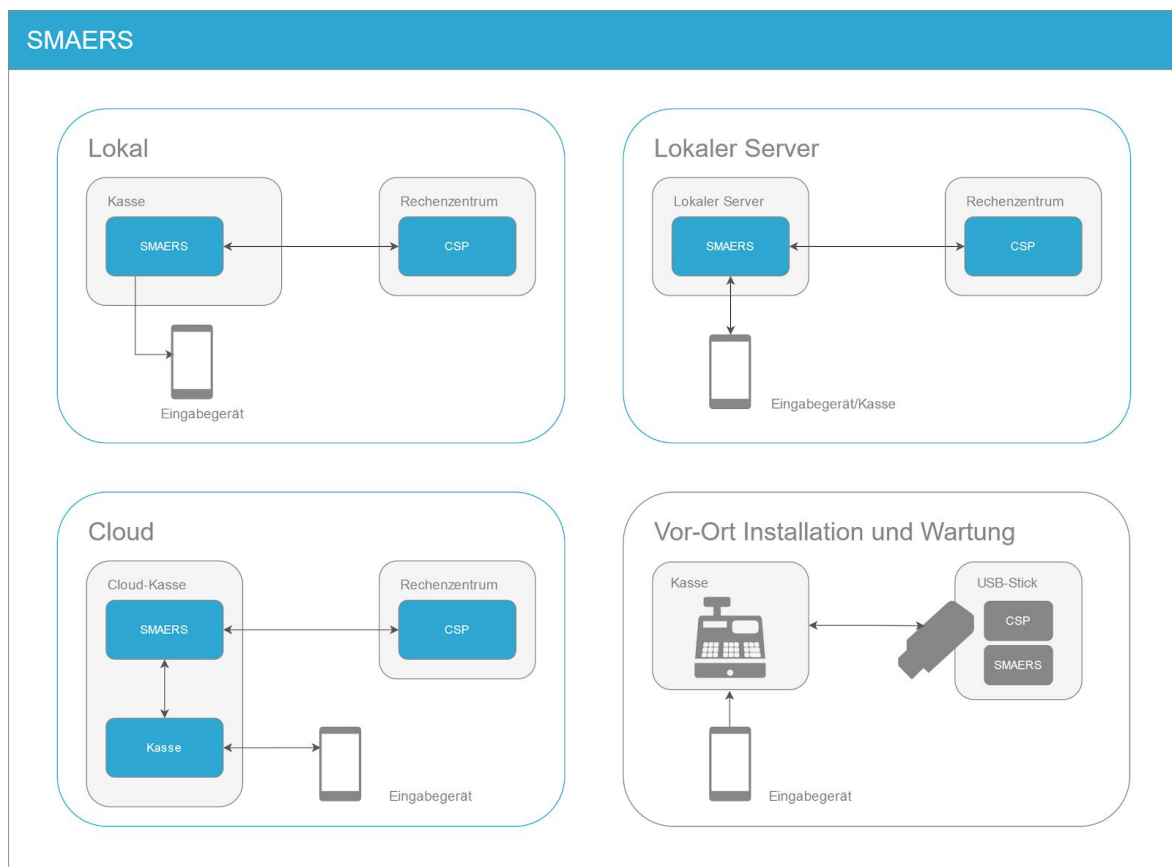 SMAERS
Lokal
Kasse
SMAERS
Rechenzentrum
CSP
Eingabegerät
Lokaler Server
Lokaler Server
SMAERS
Rechenzentrum
CSP
Eingabegerät/Kasse
Cloud
Cloud-Kasse
SMAERS
Kasse
Rechenzentrum
CSP
Eingabegerät
Vor-Ort Installation und Wartung
Kasse
USB-Stick
CSP
SMAERS
Eingabegerät